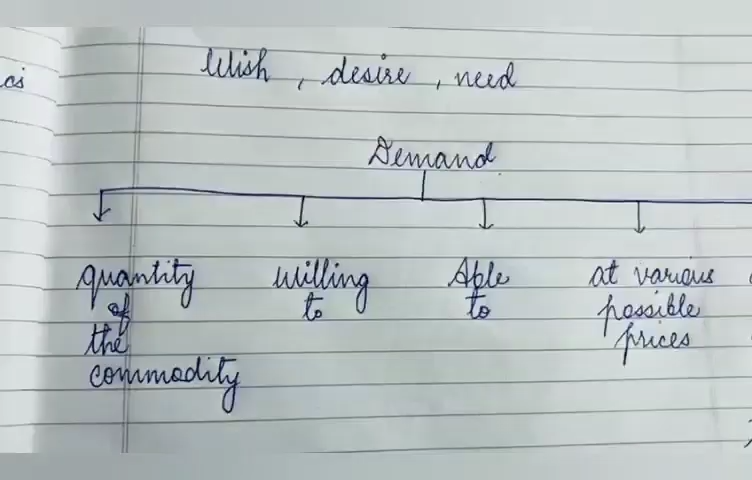 Wish , desire , need
Demand
quantity of the commodity
willing to
Able to
at various possible prices